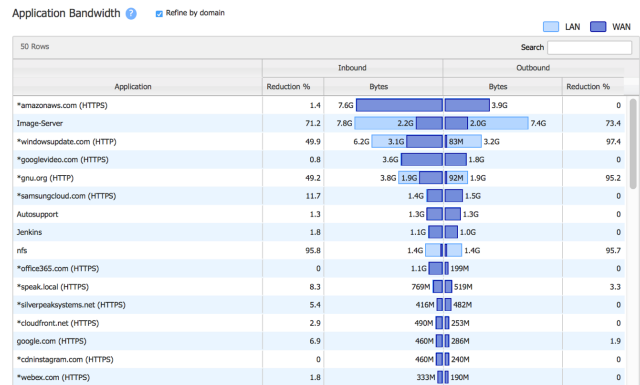 Application Bandwidth ? Refine by domain
LAN WAN
50 Rows Search
Inbound Outbound
Application Reduction % Bytes Bytes Reduction %
*amazonaws.com (HTTPS) 1.4 7.6G 3.9G 0
Image-Server 71.2 7.8G 2.2G 2.0G 7.4G 73.4
*windowsupdate.com (HTTP) 49.9 6.2G 3.1G 83M 3.2G 97.4
*googlevideo.com (HTTPS) 0.8 3.6G 1.8G 0
*gnu.org (HTTP) 49.2 3.8G 1.9G 92M 1.9G 95.2
*samsungcloud.com (HTTPS) 11.7 1.4G 1.5G 0
Autosupport 1.3 1.3G 1.3G 0
Jenkins 1.8 1.1G 1.0G 0
nfs 95.8 1.4G 1.4G 95.7
*office365.com (HTTPS) 0 1.1G 199M 0
*speak.local (HTTPS) 8.3 769M 519M 3.3
*silverpeaksystems.net (HTTPS) 5.4 416M 482M 0
*cloudfront.net (HTTPS) 2.9 490M 253M 0
google.com (HTTPS) 6.9 460M 286M 1.9
*cdninstagram.com (HTTPS) 0 460M 240M 0
*webex.com (HTTPS) 1.8 333M 190M 0